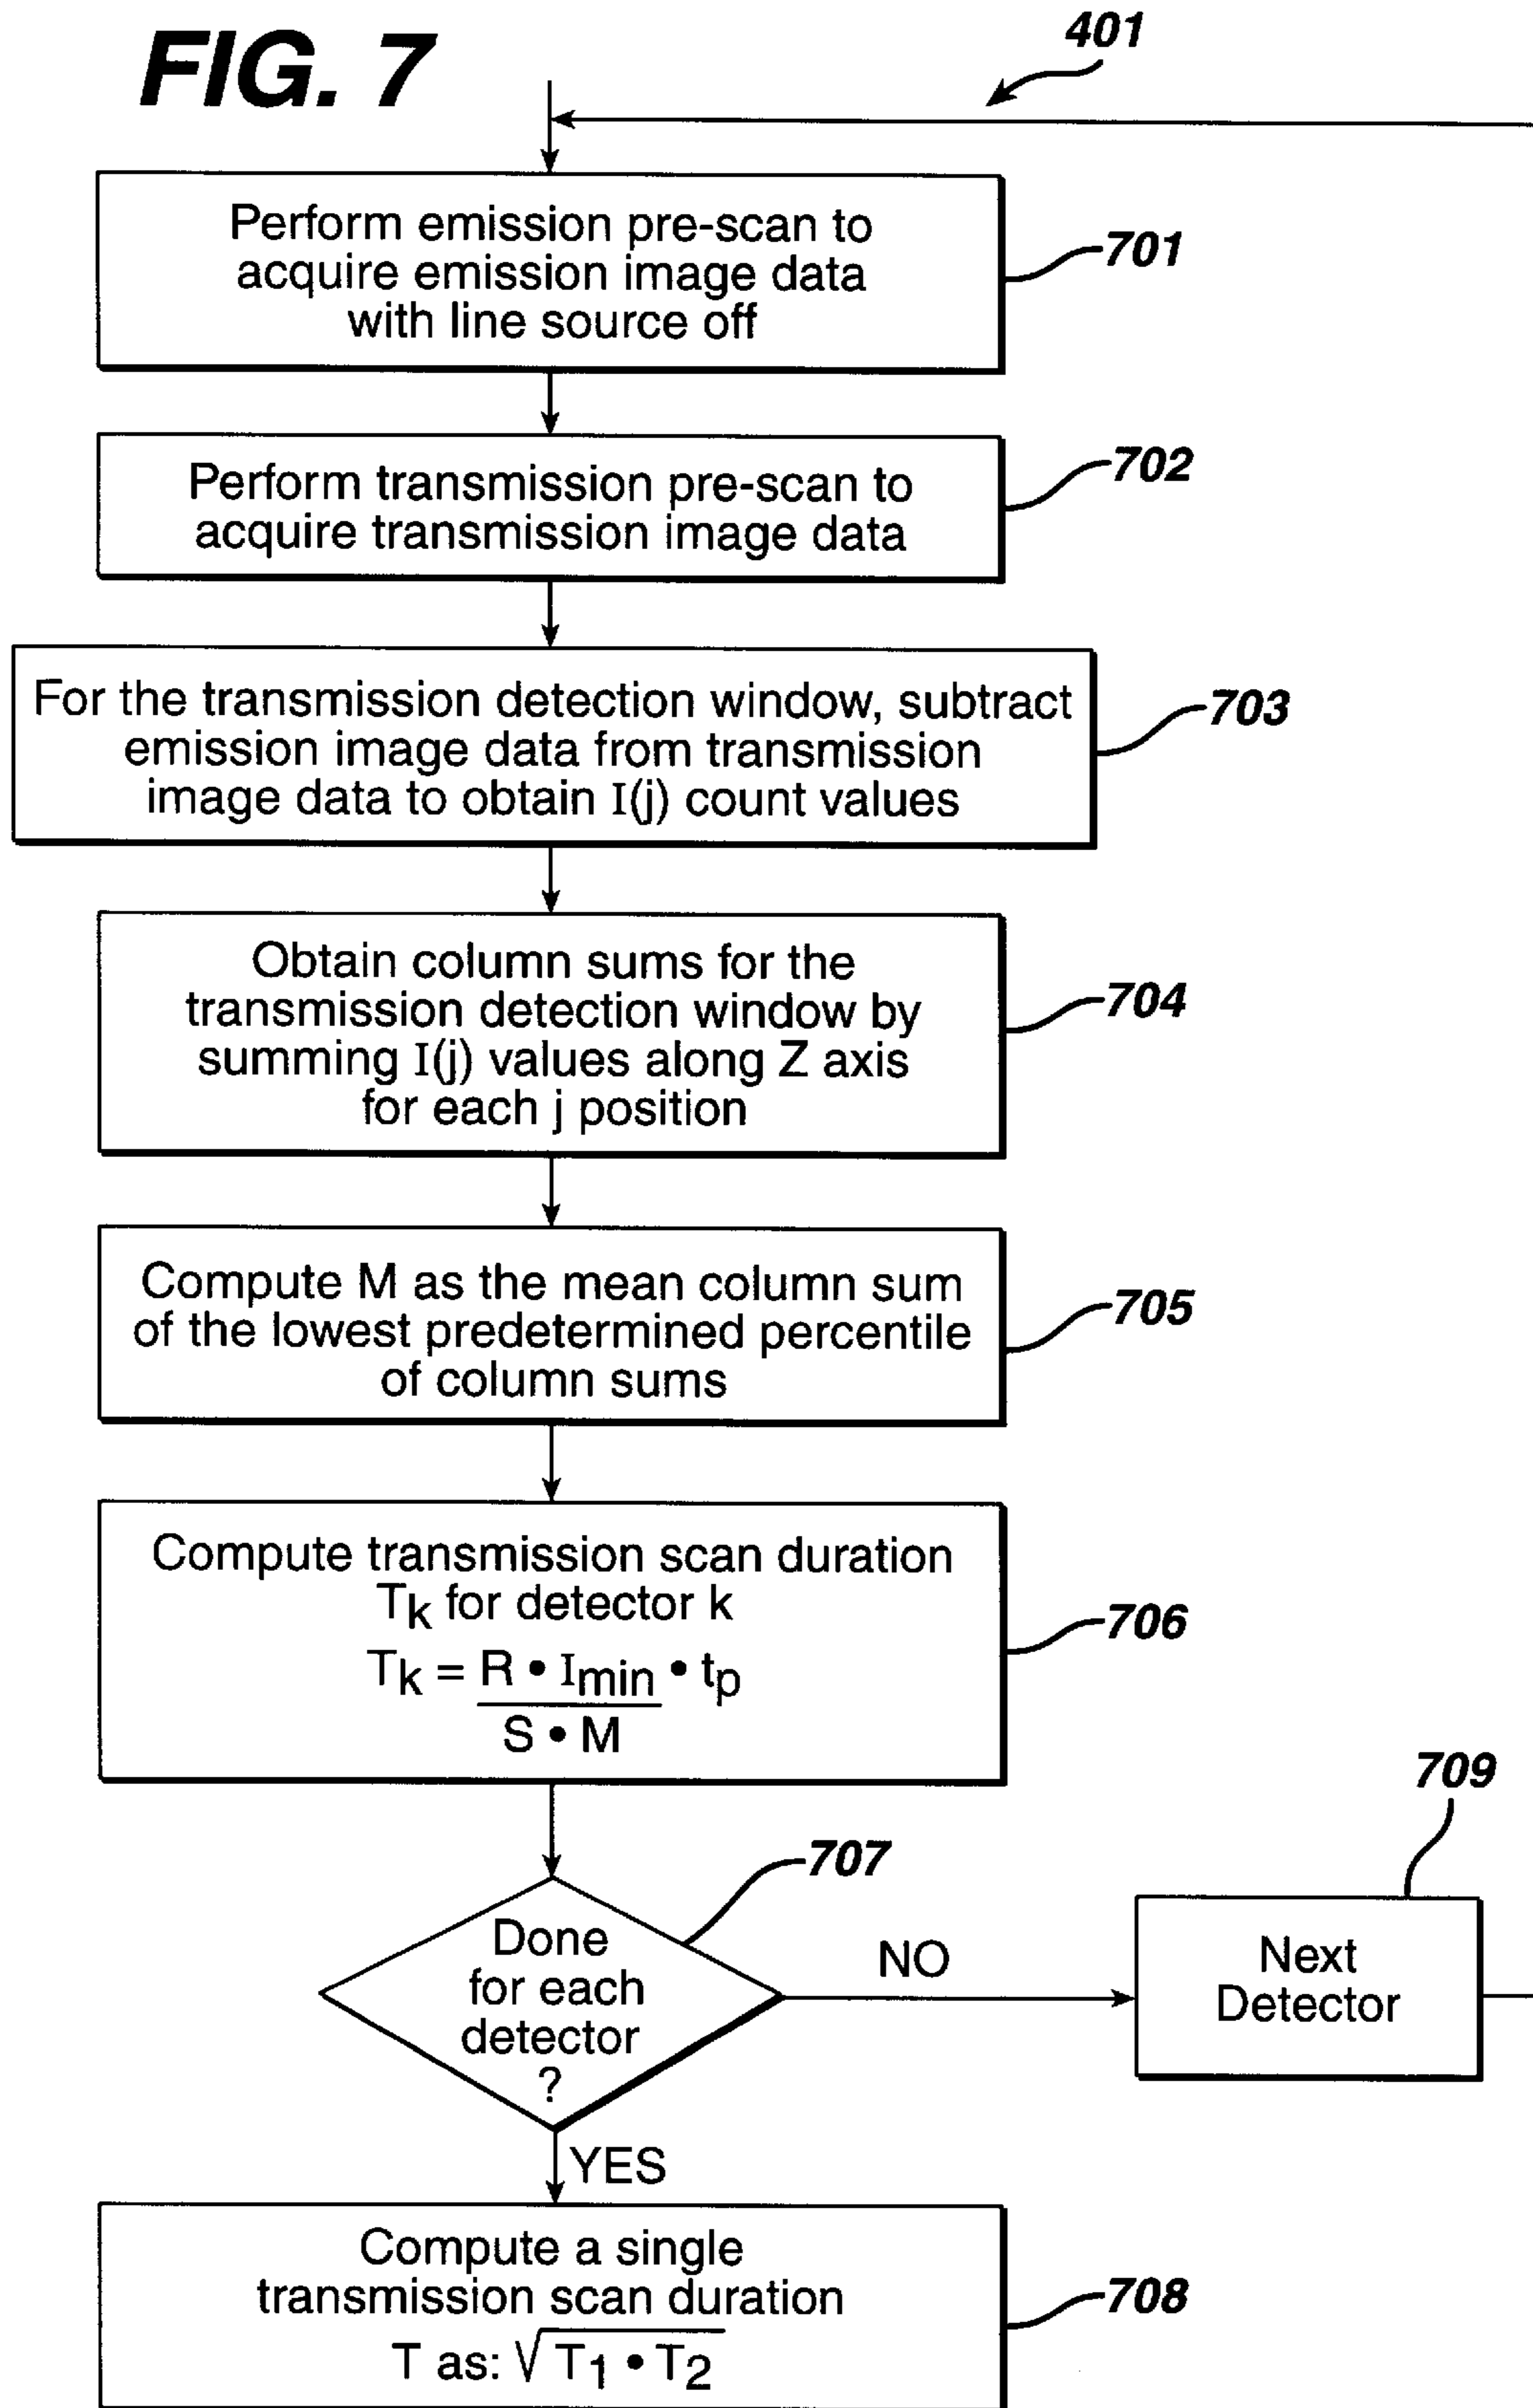 FIG. 7
401
Perform emission pre-scan to
acquire emission image data
with line source off
701
Perform transmission pre-scan to
acquire transmission image data
702
For the transmission detection window, subtract
emission image data from transmission
image data to obtain I(j) count values
703
Obtain column sums for the
transmission detection window by
summing I(j) values along Z axis
for each j position
704
Compute M as the mean column sum
of the lowest predetermined percentile
of column sums
705
Compute transmission scan duration
Tk for detector k
Tk = R • Imin • tp
S • M
706
707
Done
for each
detector
?
NO
709
Next
Detector
YES
Compute a single
transmission scan duration
T as: √T1 • T2
708